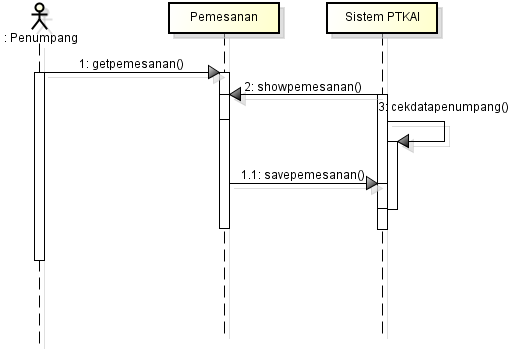 : Penumpang
Pemesanan
Sistem PTKAI
1: getpemesanan()
2: showpemesanan()
3: cekdatapenumpang()
1.1: savepemesanan()